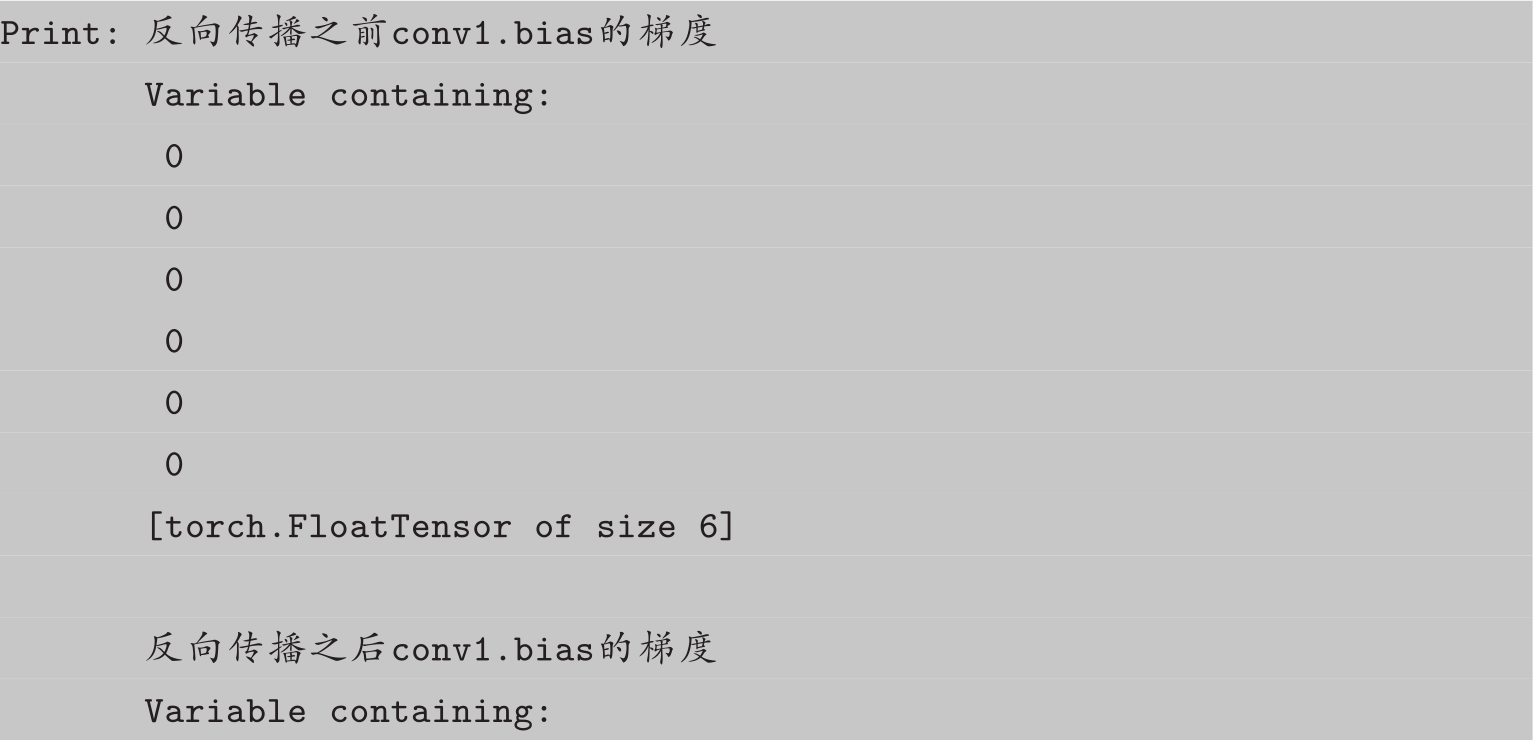 Print: 反向传播之前conv1.bias的梯度
Variable containing:
0
0
0
0
0
0
[torch.FloatTensor of size 6]
反向传播之后conv1.bias的梯度
Variable containing: